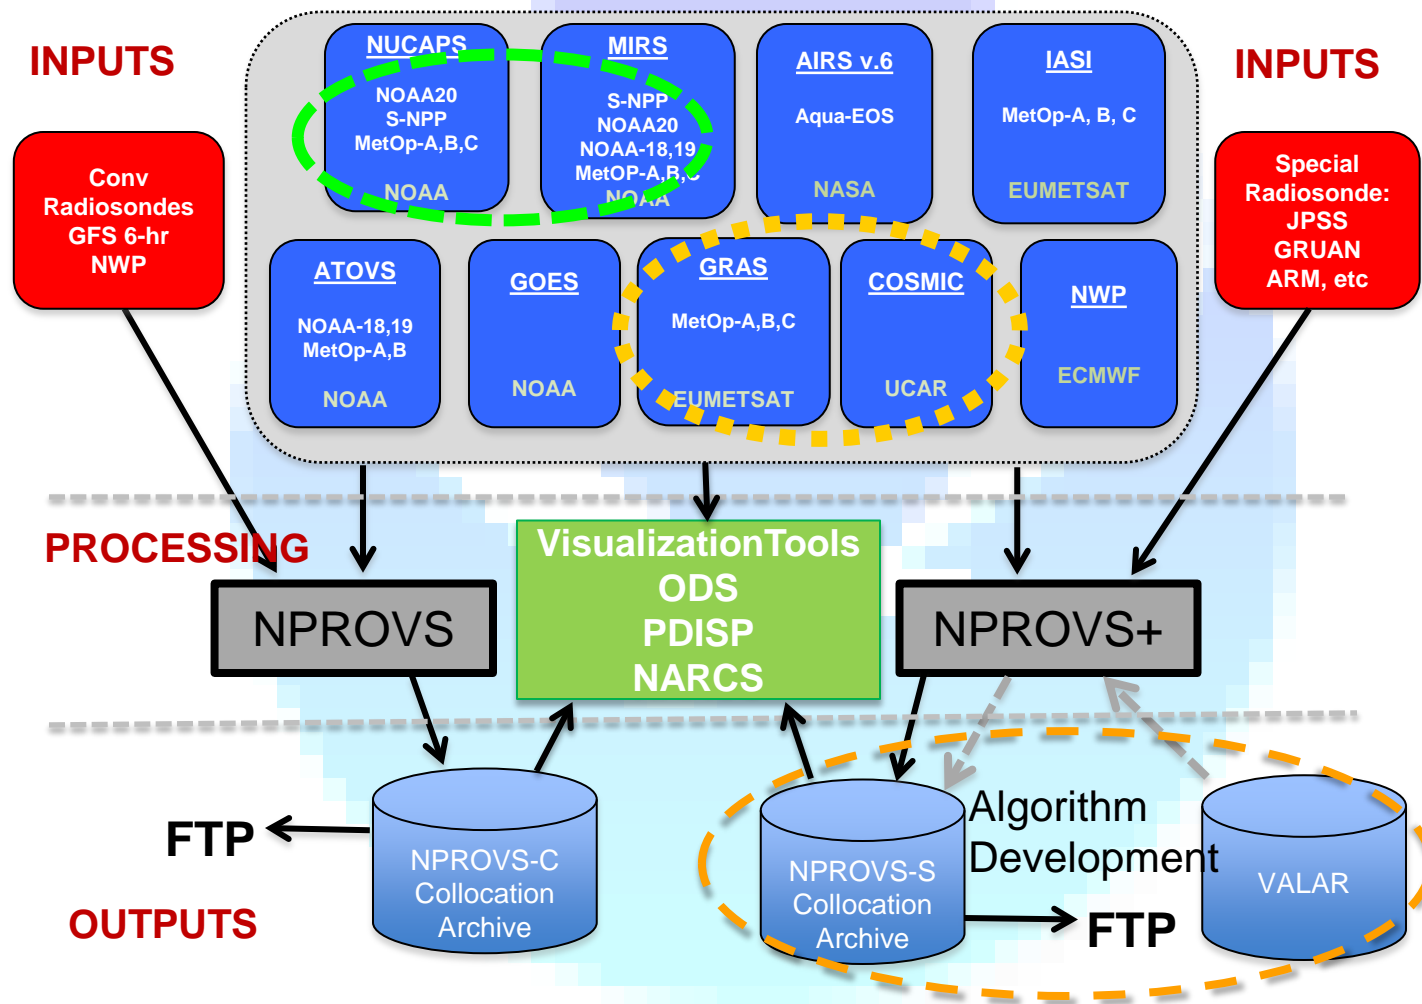 INPUTS
NUCAPS
NOAA20
S-NPP
MetOp-A,B,C
NOAA
MIRS
S-NPP
NOAA20
NOAA-18,19
MetOP-A,B,C
NOAA
AIRS v.6
Aqua-EOS
NASA
IASI
MetOp-A, B, C
EUMETSAT
INPUTS
Conv
Radiosondes
GFS 6-hr
NWP
Special
Radiosonde:
JPSS
GRUAN
ARM, etc
ATOVS
NOAA-18,19
MetOp-A,B
NOAA
GOES
NOAA
GRAS
MetOp-A,B,C
EUMETSAT
COSMIC
UCAR
NWP
ECMWF
PROCESSING
NPROVS
VisualizationTools
ODS
PDISP
NARCS
NPROVS+
FTP
NPROVS-C
Collocation
Archive
NPROVS-S
Collocation
Archive
Algorithm
Development
FTP
VALAR
OUTPUTS